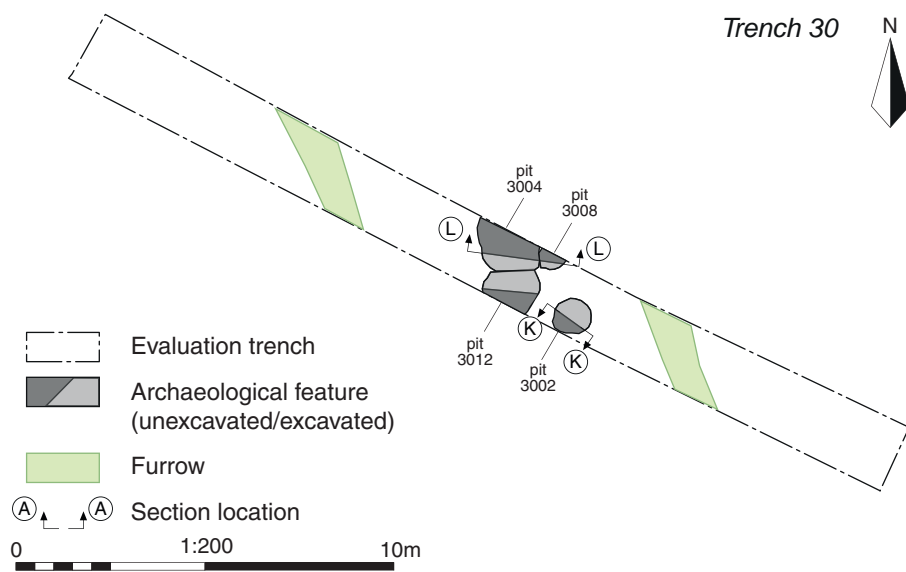 Trench 30
N
pit
3004
pit
3008
L
L
K
K
pit
3012
pit
3002
Evaluation trench
Archaeological feature
(unexcavated/excavated)
Furrow
A A Section location
0 1:200 10m